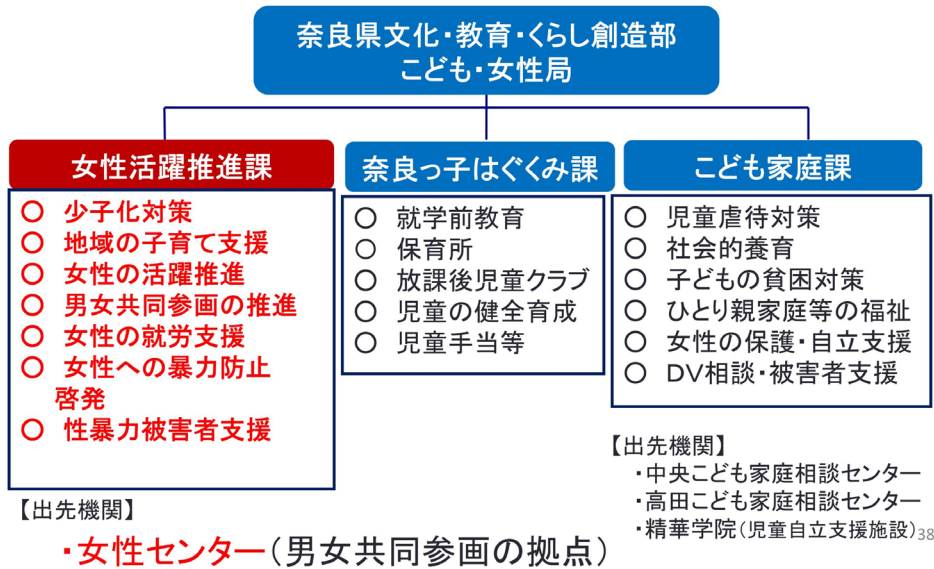 奈良県文化・教育・くらし創造部
こども・女性局
女性活躍推進課
○ 少子化対策
○ 地域の子育て支援
○ 女性の活躍推進
○ 男女共同参画の推進
○ 女性の就労支援
○ 女性への暴力防止
啓発
○ 性暴力被害者支援
【出先機関】
・女性センター(男女共同参画の拠点)
奈良っ子はぐくみ課
○ 就学前教育
○ 保育所
○ 放課後児童クラブ
○ 児童の健全育成
○ 児童手当等
こども家庭課
○ 児童虐待対策
○ 社会的養育
○ 子どもの貧困対策
○ ひとり親家庭等の福祉
○ 女性の保護・自立支援
○ DV相談・被害者支援
【出先機関】
・中央こども家庭相談センター
・高田こども家庭相談センター
・精華学院(児童自立支援施設)
38